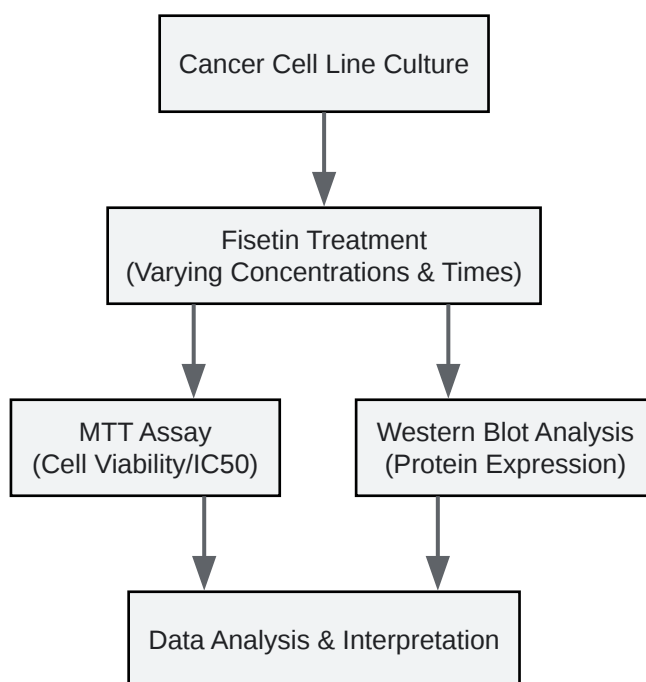 Cancer Cell Line Culture
Fisetin Treatment
(Varying Concentrations & Times)
MTT Assay
(Cell Viability/IC50)
Western Blot Analysis
(Protein Expression)
Data Analysis & Interpretation